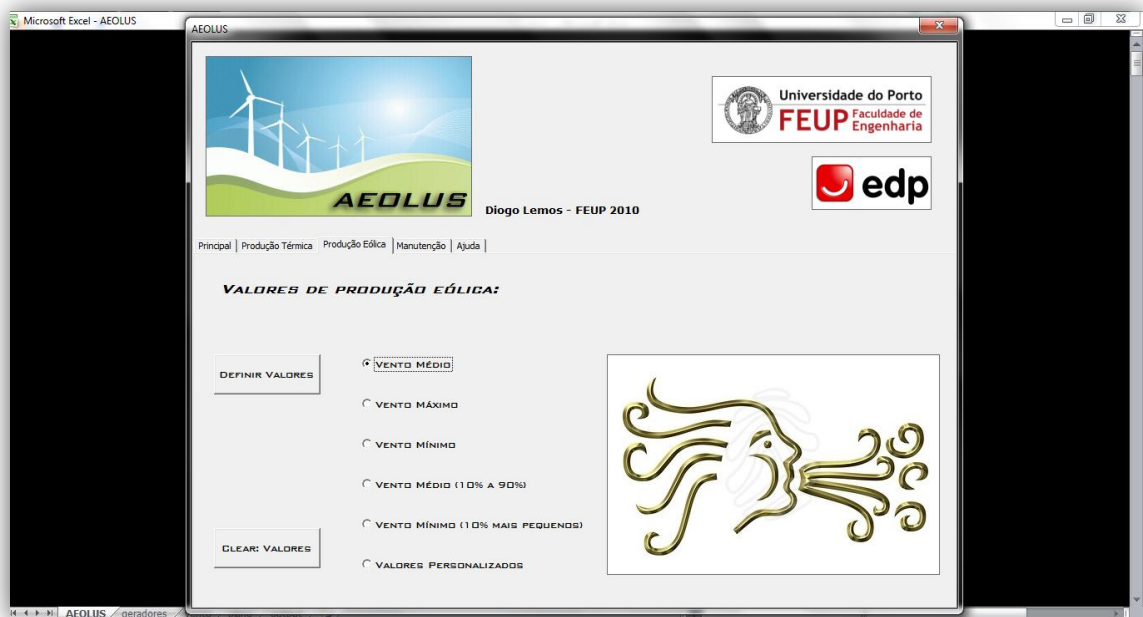 Microsoft Excel - AEOLUS
AEOLUS
Universidade do Porto
FEUP Faculdade de Engenharia
edp
AEOLUS
Diogo Lemos - FEUP 2010
Principal Produção Térmica Produção Eólica Manutenção Ajuda
VALORES DE PRODUÇÃO EÓLICA:
DEFINIR VALORES
VENTO MÉDIO
VENTO MÁXIMO
VENTO MÍNIMO
VENTO MÉDIO (10% A 90%)
VENTO MÍNIMO (10% MAIS PEQUENOS)
CLEAR: VALORES
VALORES PERSONALIZADOS
AEOLUS geradores